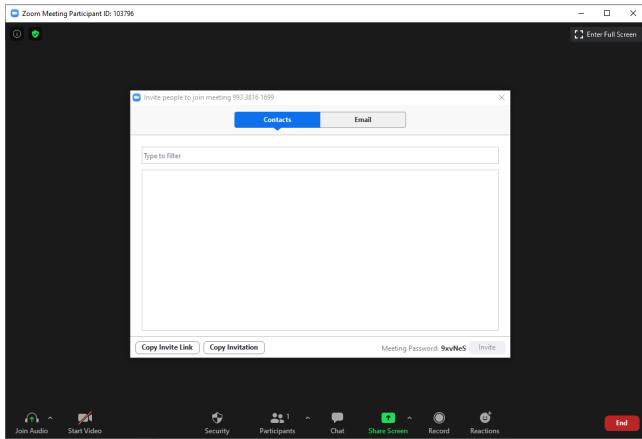 Zoom Meeting Participant ID: 103796
Enter Full Screen
Invite people to join meeting 993 3816 1699
Contacts Email
Type to filter
Copy Invite Link Copy Invitation Meeting Password: 9xvNeS Invite
1
Join Audio Start Video Security Participants Chat Share Screen Record Reactions End